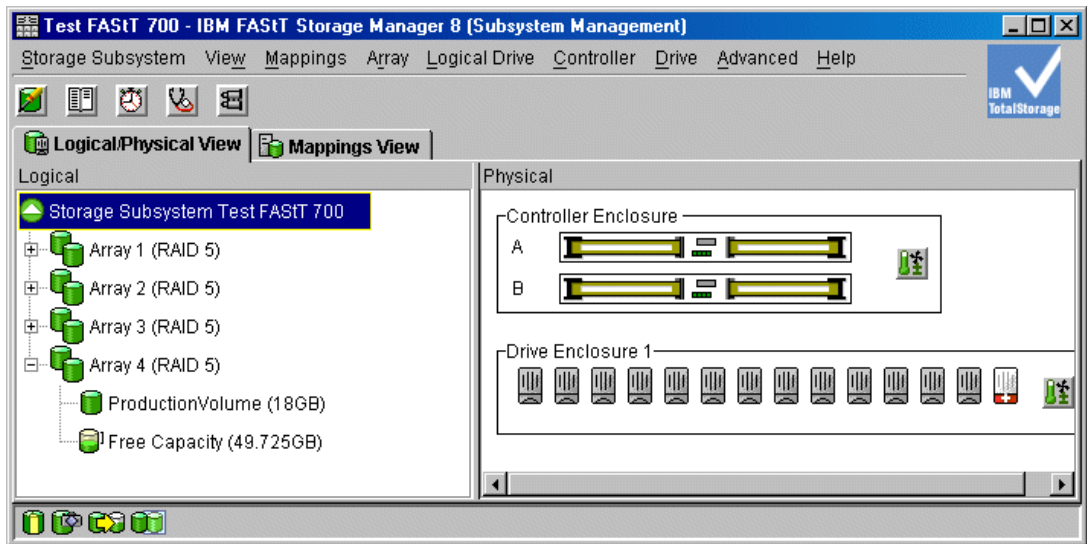 Test FAStT 700 - IBM FAStT Storage Manager 8 (Subsystem Management)
Storage Subsystem View Mappings Array Logical Drive Controller Drive Advanced Help
IBM
TotalStorage
Logical/Physical View Mappings View
Logical
Storage Subsystem Test FAStT 700
Array 1 (RAID 5)
Array 2 (RAID 5)
Array 3 (RAID 5)
Array 4 (RAID 5)
ProductionVolume (18GB)
Free Capacity (49.725GB)
Physical
Controller Enclosure
A
B
Drive Enclosure 1